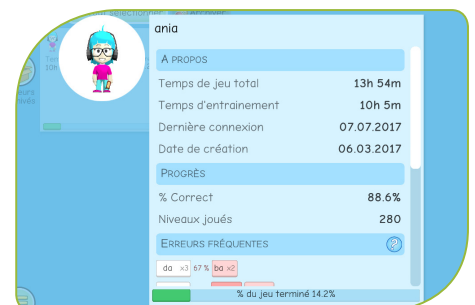 ania
A PROPOS
Temps de jeu total 13h 54m
Temps d'entrainement 10h 5m
Dernière connexion 07.07.2017
Date de création 06.03.2017
PROGRÈS
% Correct 88.6%
Niveaux joués 280
ERREURS FRÉQUENTES ?
da x3 67 % ba x2
% du jeu terminé 14.2%